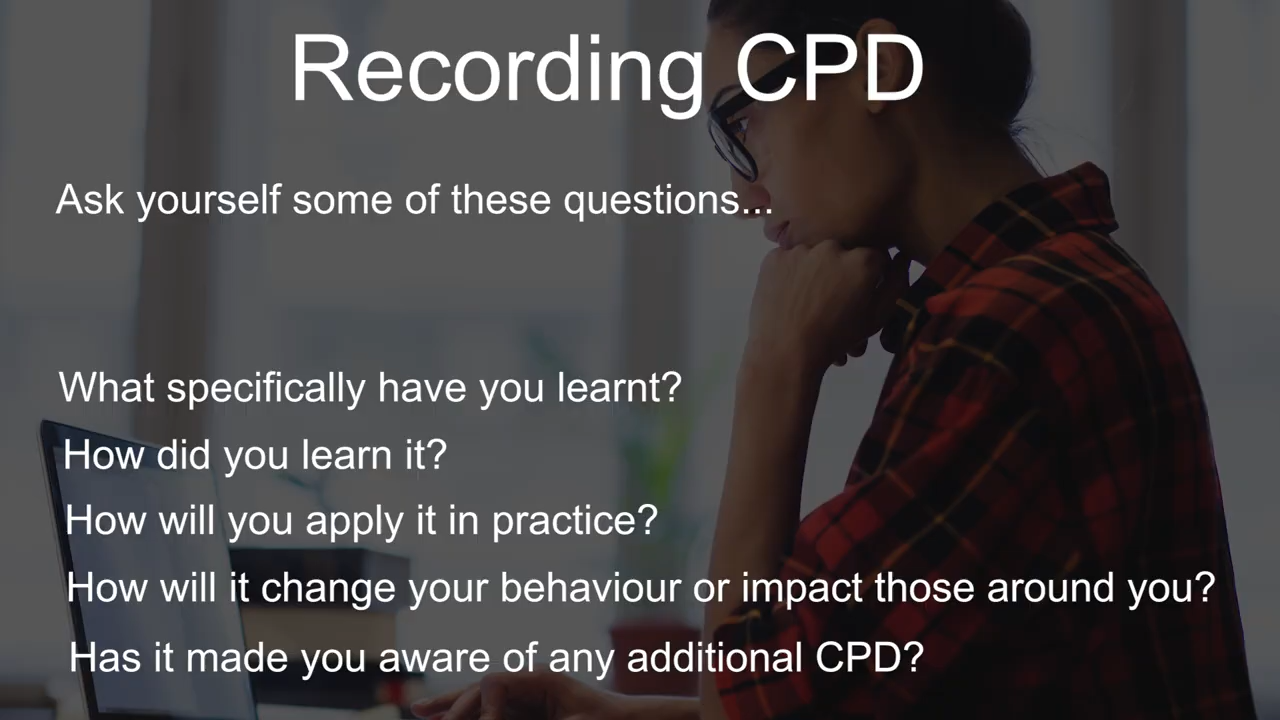 Recording CPD
Ask yourself some of these questions...
What specifically have you learnt?
How did you learn it?
How will you apply it in practice?
How will it change your behaviour or impact those around you?
Has it made you aware of any additional CPD?